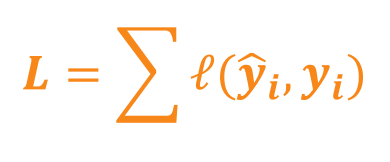 L = ∑ ℓ(ŷᵢ, yᵢ)